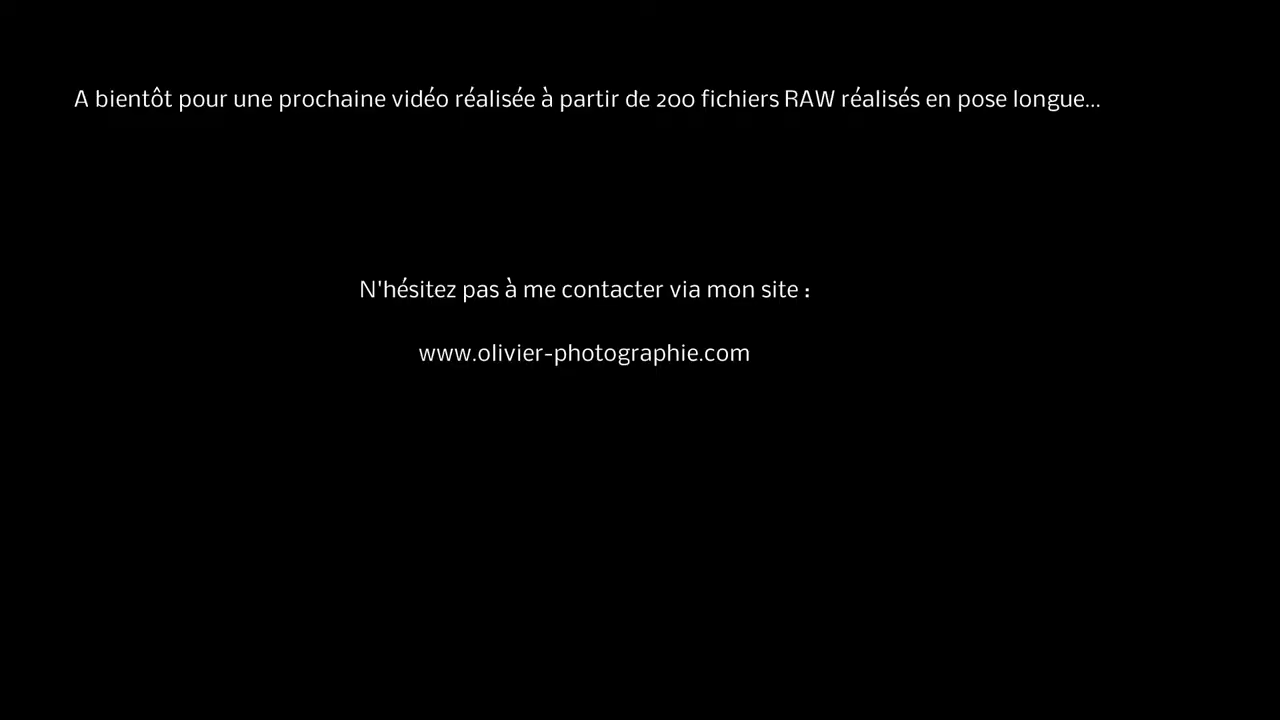 A bientôt pour une prochaine vidéo réalisée à partir de 200 fichiers RAW réalisés en pose longue...
N'hésitez pas à me contacter via mon site :
www.olivier-photographie.com